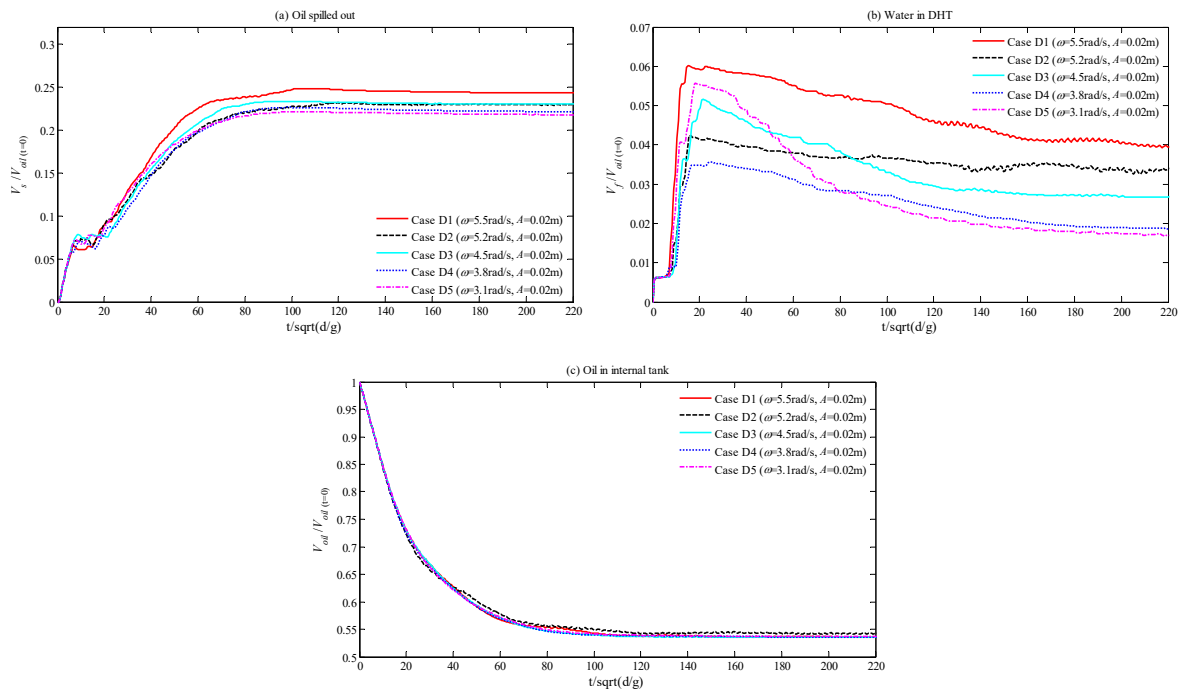 (a) Oil spilled out
0.3
0.25
0.2
0.15
0.1
0.05
0
V_s / V_oil (t=0)
Case D1 (ω=5.5rad/s, A=0.02m)
Case D2 (ω=5.2rad/s, A=0.02m)
Case D3 (ω=4.5rad/s, A=0.02m)
Case D4 (ω=3.8rad/s, A=0.02m)
Case D5 (ω=3.1rad/s, A=0.02m)
0 20 40 60 80 100 120 140 160 180 200 220
t/sqrt(d/g)
(b) Water in DHT
0.07
0.06
0.05
0.04
0.03
0.02
0.01
0
V_f / V_oil (t=0)
Case D1 (ω=5.5rad/s, A=0.02m)
Case D2 (ω=5.2rad/s, A=0.02m)
Case D3 (ω=4.5rad/s, A=0.02m)
Case D4 (ω=3.8rad/s, A=0.02m)
Case D5 (ω=3.1rad/s, A=0.02m)
0 20 40 60 80 100 120 140 160 180 200 220
t/sqrt(d/g)
(c) Oil in internal tank
1
0.95
0.9
0.85
0.8
0.75
0.7
0.65
0.6
0.55
0.5
V_oil / V_oil (t=0)
Case D1 (ω=5.5rad/s, A=0.02m)
Case D2 (ω=5.2rad/s, A=0.02m)
Case D3 (ω=4.5rad/s, A=0.02m)
Case D4 (ω=3.8rad/s, A=0.02m)
Case D5 (ω=3.1rad/s, A=0.02m)
0 20 40 60 80 100 120 140 160 180 200 220
t/sqrt(d/g)